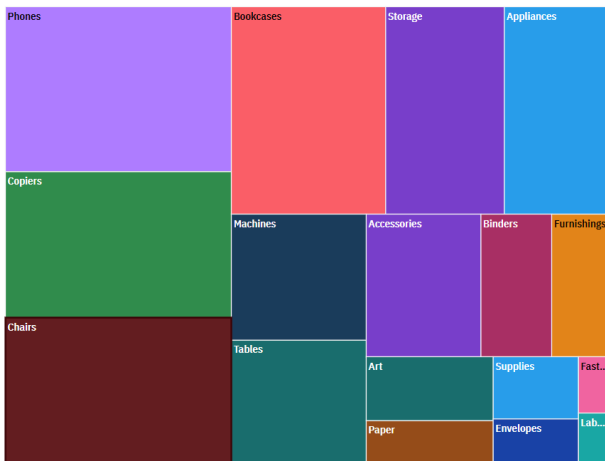 Phones
Bookcases
Storage
Appliances
Copiers
Machines
Accessories
Binders
Furnishings
Chairs
Tables
Art
Supplies
Fast...
Paper
Envelopes
Lab...